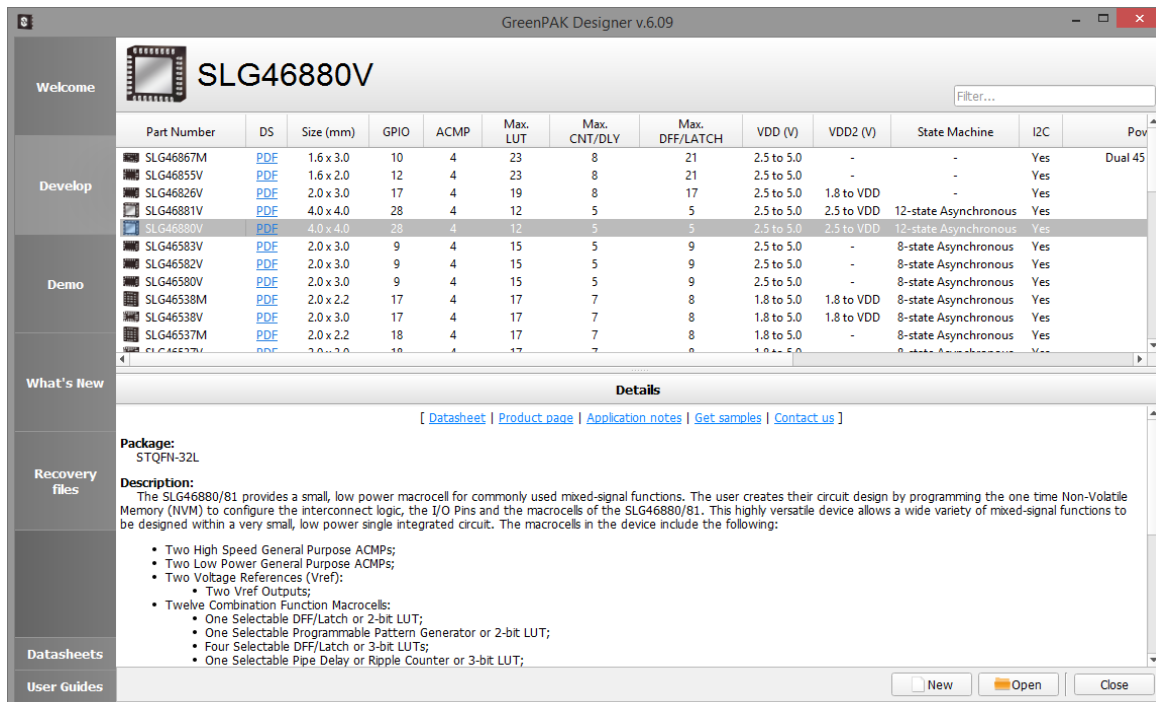 GreenPAK Designer v.6.09
Welcome
Develop
Demo
What's New
Recovery
files
Datasheets
User Guides
SLG46880V
Filter...
Part Number DS Size (mm) GPIO ACMP Max. LUT Max. CNT/DLY Max. DFF/LATCH VDD (V) VDD2 (V) State Machine I2C Pov
SLG46867M PDF 1.6 x 3.0 10 4 23 8 21 2.5 to 5.0 - - Yes Dual 45
SLG46855V PDF 1.6 x 2.0 12 4 23 8 21 2.5 to 5.0 - - Yes
SLG46826V PDF 2.0 x 3.0 17 4 19 8 17 2.5 to 5.0 1.8 to VDD - Yes
SLG46881V PDF 4.0 x 4.0 28 4 12 5 5 2.5 to 5.0 2.5 to VDD 12-state Asynchronous Yes
SLG46880V PDF 4.0 x 4.0 28 4 12 5 5 2.5 to 5.0 2.5 to VDD 12-state Asynchronous Yes
SLG46583V PDF 2.0 x 3.0 9 4 15 5 9 2.5 to 5.0 - 8-state Asynchronous Yes
SLG46582V PDF 2.0 x 3.0 9 4 15 5 9 2.5 to 5.0 - 8-state Asynchronous Yes
SLG46580V PDF 2.0 x 3.0 9 4 15 5 9 2.5 to 5.0 - 8-state Asynchronous Yes
SLG46538M PDF 2.0 x 2.2 17 4 17 7 8 1.8 to 5.0 1.8 to VDD 8-state Asynchronous Yes
SLG46538V PDF 2.0 x 3.0 17 4 17 7 8 1.8 to 5.0 1.8 to VDD 8-state Asynchronous Yes
SLG46537M PDF 2.0 x 2.2 18 4 17 7 8 1.8 to 5.0 - 8-state Asynchronous Yes
Details
[ Datasheet | Product page | Application notes | Get samples | Contact us ]
Package:
STQFN-32L
Description:
The SLG46880/81 provides a small, low power macrocell for commonly used mixed-signal functions. The user creates their circuit design by programming the one time Non-Volatile
Memory (NVM) to configure the interconnect logic, the I/O Pins and the macrocells of the SLG46880/81. This highly versatile device allows a wide variety of mixed-signal functions to
be designed within a very small, low power single integrated circuit. The macrocells in the device include the following:
• Two High Speed General Purpose ACMPs;
• Two Low Power General Purpose ACMPs;
• Two Voltage References (Vref):
• Two Vref Outputs;
• Twelve Combination Function Macrocells:
• One Selectable DFF/Latch or 2-bit LUT;
• One Selectable Programmable Pattern Generator or 2-bit LUT;
• Four Selectable DFF/Latch or 3-bit LUTs;
• One Selectable Pipe Delay or Ripple Counter or 3-bit LUT;
New
Open
Close